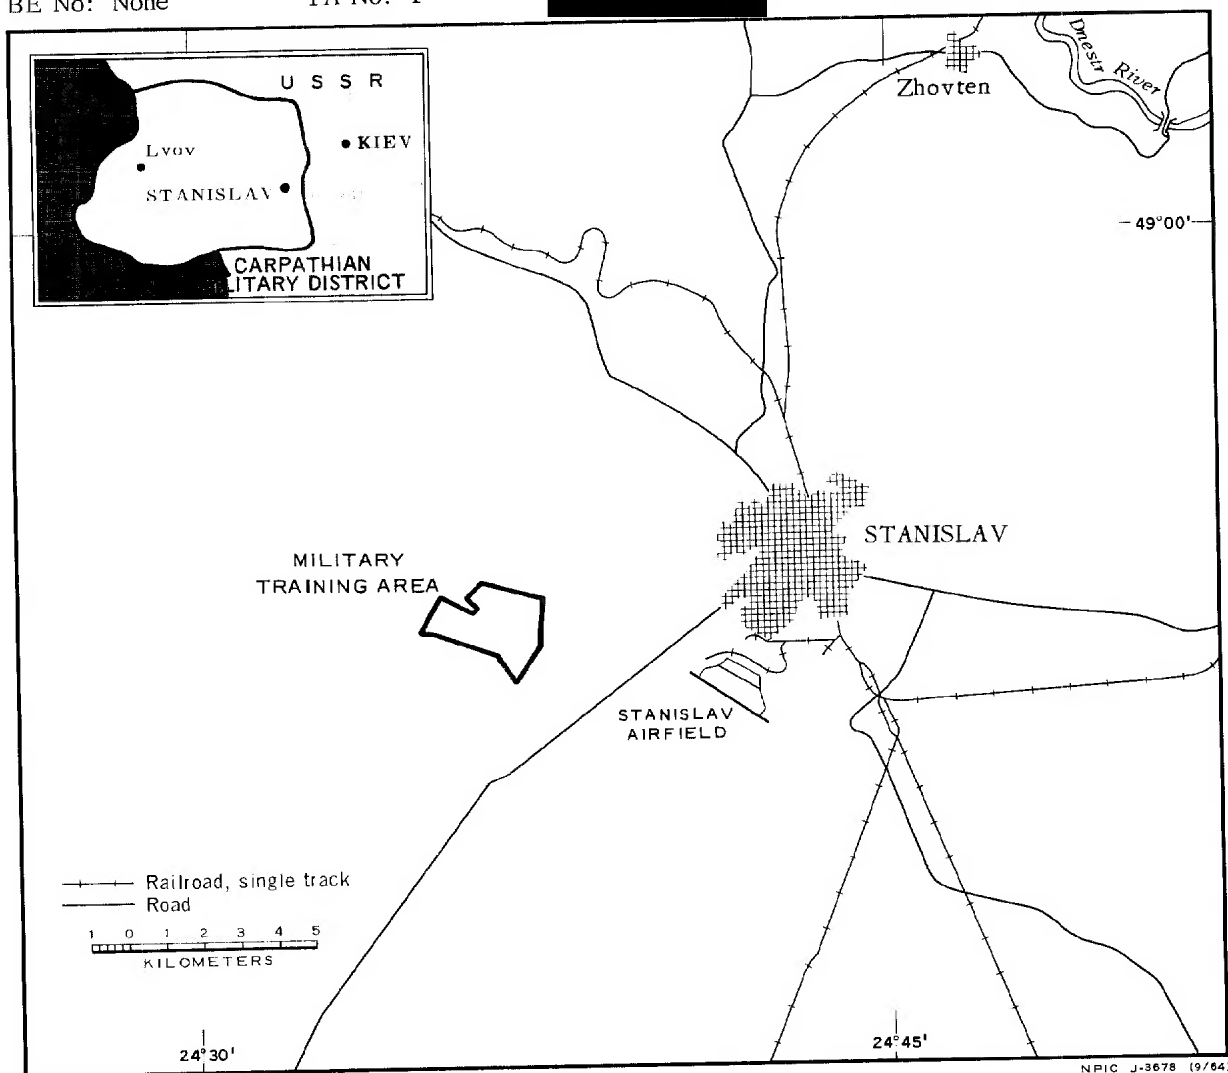 BE No: None
U S S R
KIEV
Lvov
STANISLAV
CARPATHIAN
LITARY DISTRICT
Zhovten
Dnestr River
49°00'
STANISLAV
MILITARY
TRAINING AREA
STANISLAV
AIRFIELD
Railroad, single track
Road
1 0 1 2 3 4 5
KILOMETERS
24°30'
24°45'
NPIC J-3678 (9/64)